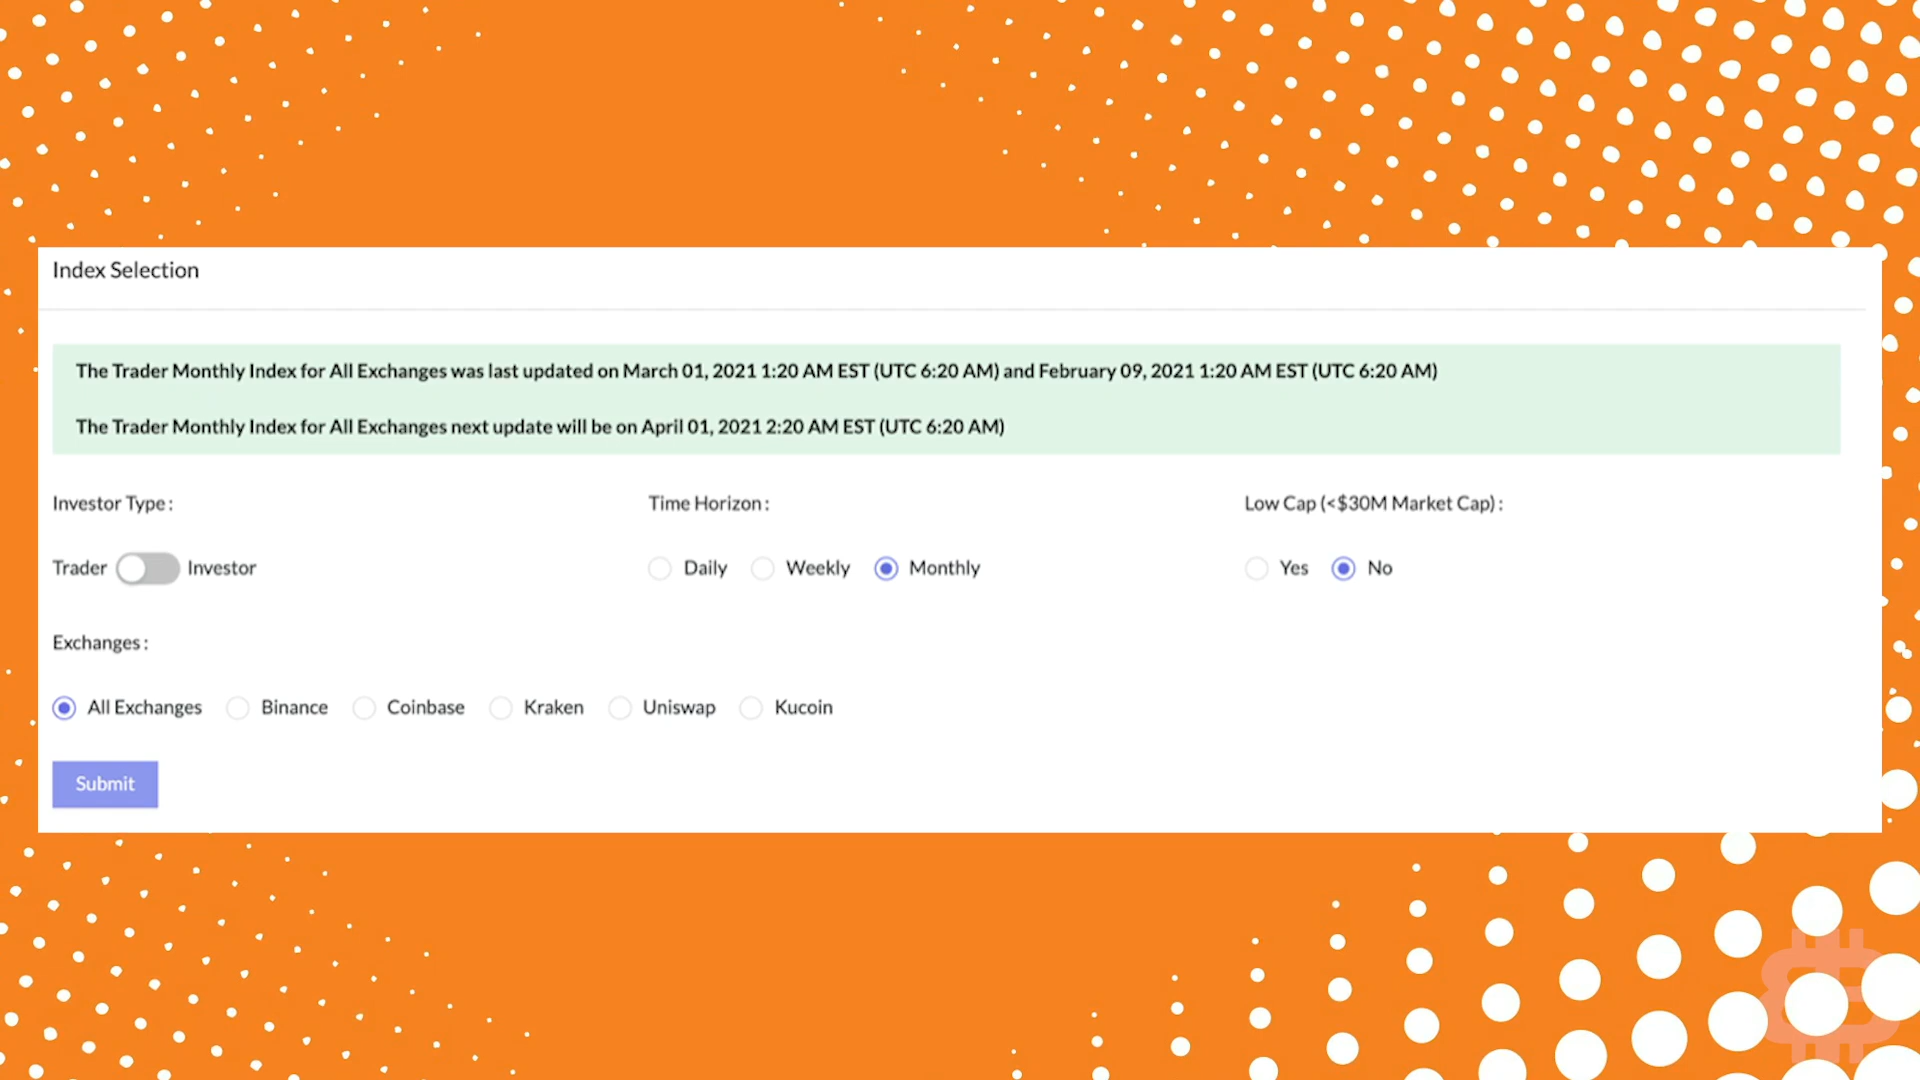 Index Selection
The Trader Monthly Index for All Exchanges was last updated on March 01, 2021 1:20 AM EST (UTC 6:20 AM) and February 09, 2021 1:20 AM EST (UTC 6:20 AM)
The Trader Monthly Index for All Exchanges next update will be on April 01, 2021 2:20 AM EST (UTC 6:20 AM)
Investor Type : Time Horizon : Low Cap (<$30M Market Cap) :
Trader Investor Daily Weekly Monthly Yes No
Exchanges :
All Exchanges Binance Coinbase Kraken Uniswap Kucoin
Submit